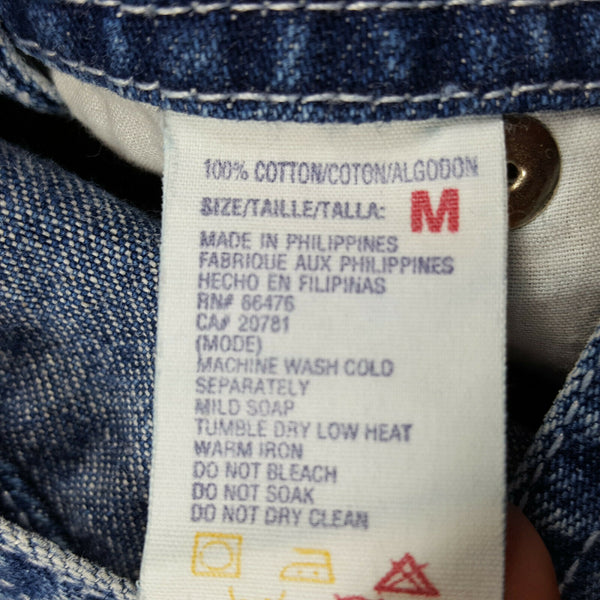 100% COTTON/COTON/ALGODON
SIZE/TAILLE/TALLA: M
MADE IN PHILIPPINES
FABRIQUE AUX PHILIPPINES
HECHO EN FILIPINAS
RN# 66476
CA# 20781
(MODE)
MACHINE WASH COLD
SEPARATELY
MILD SOAP
TUMBLE DRY LOW HEAT
WARM IRON
DO NOT BLEACH
DO NOT SOAK
DO NOT DRY CLEAN